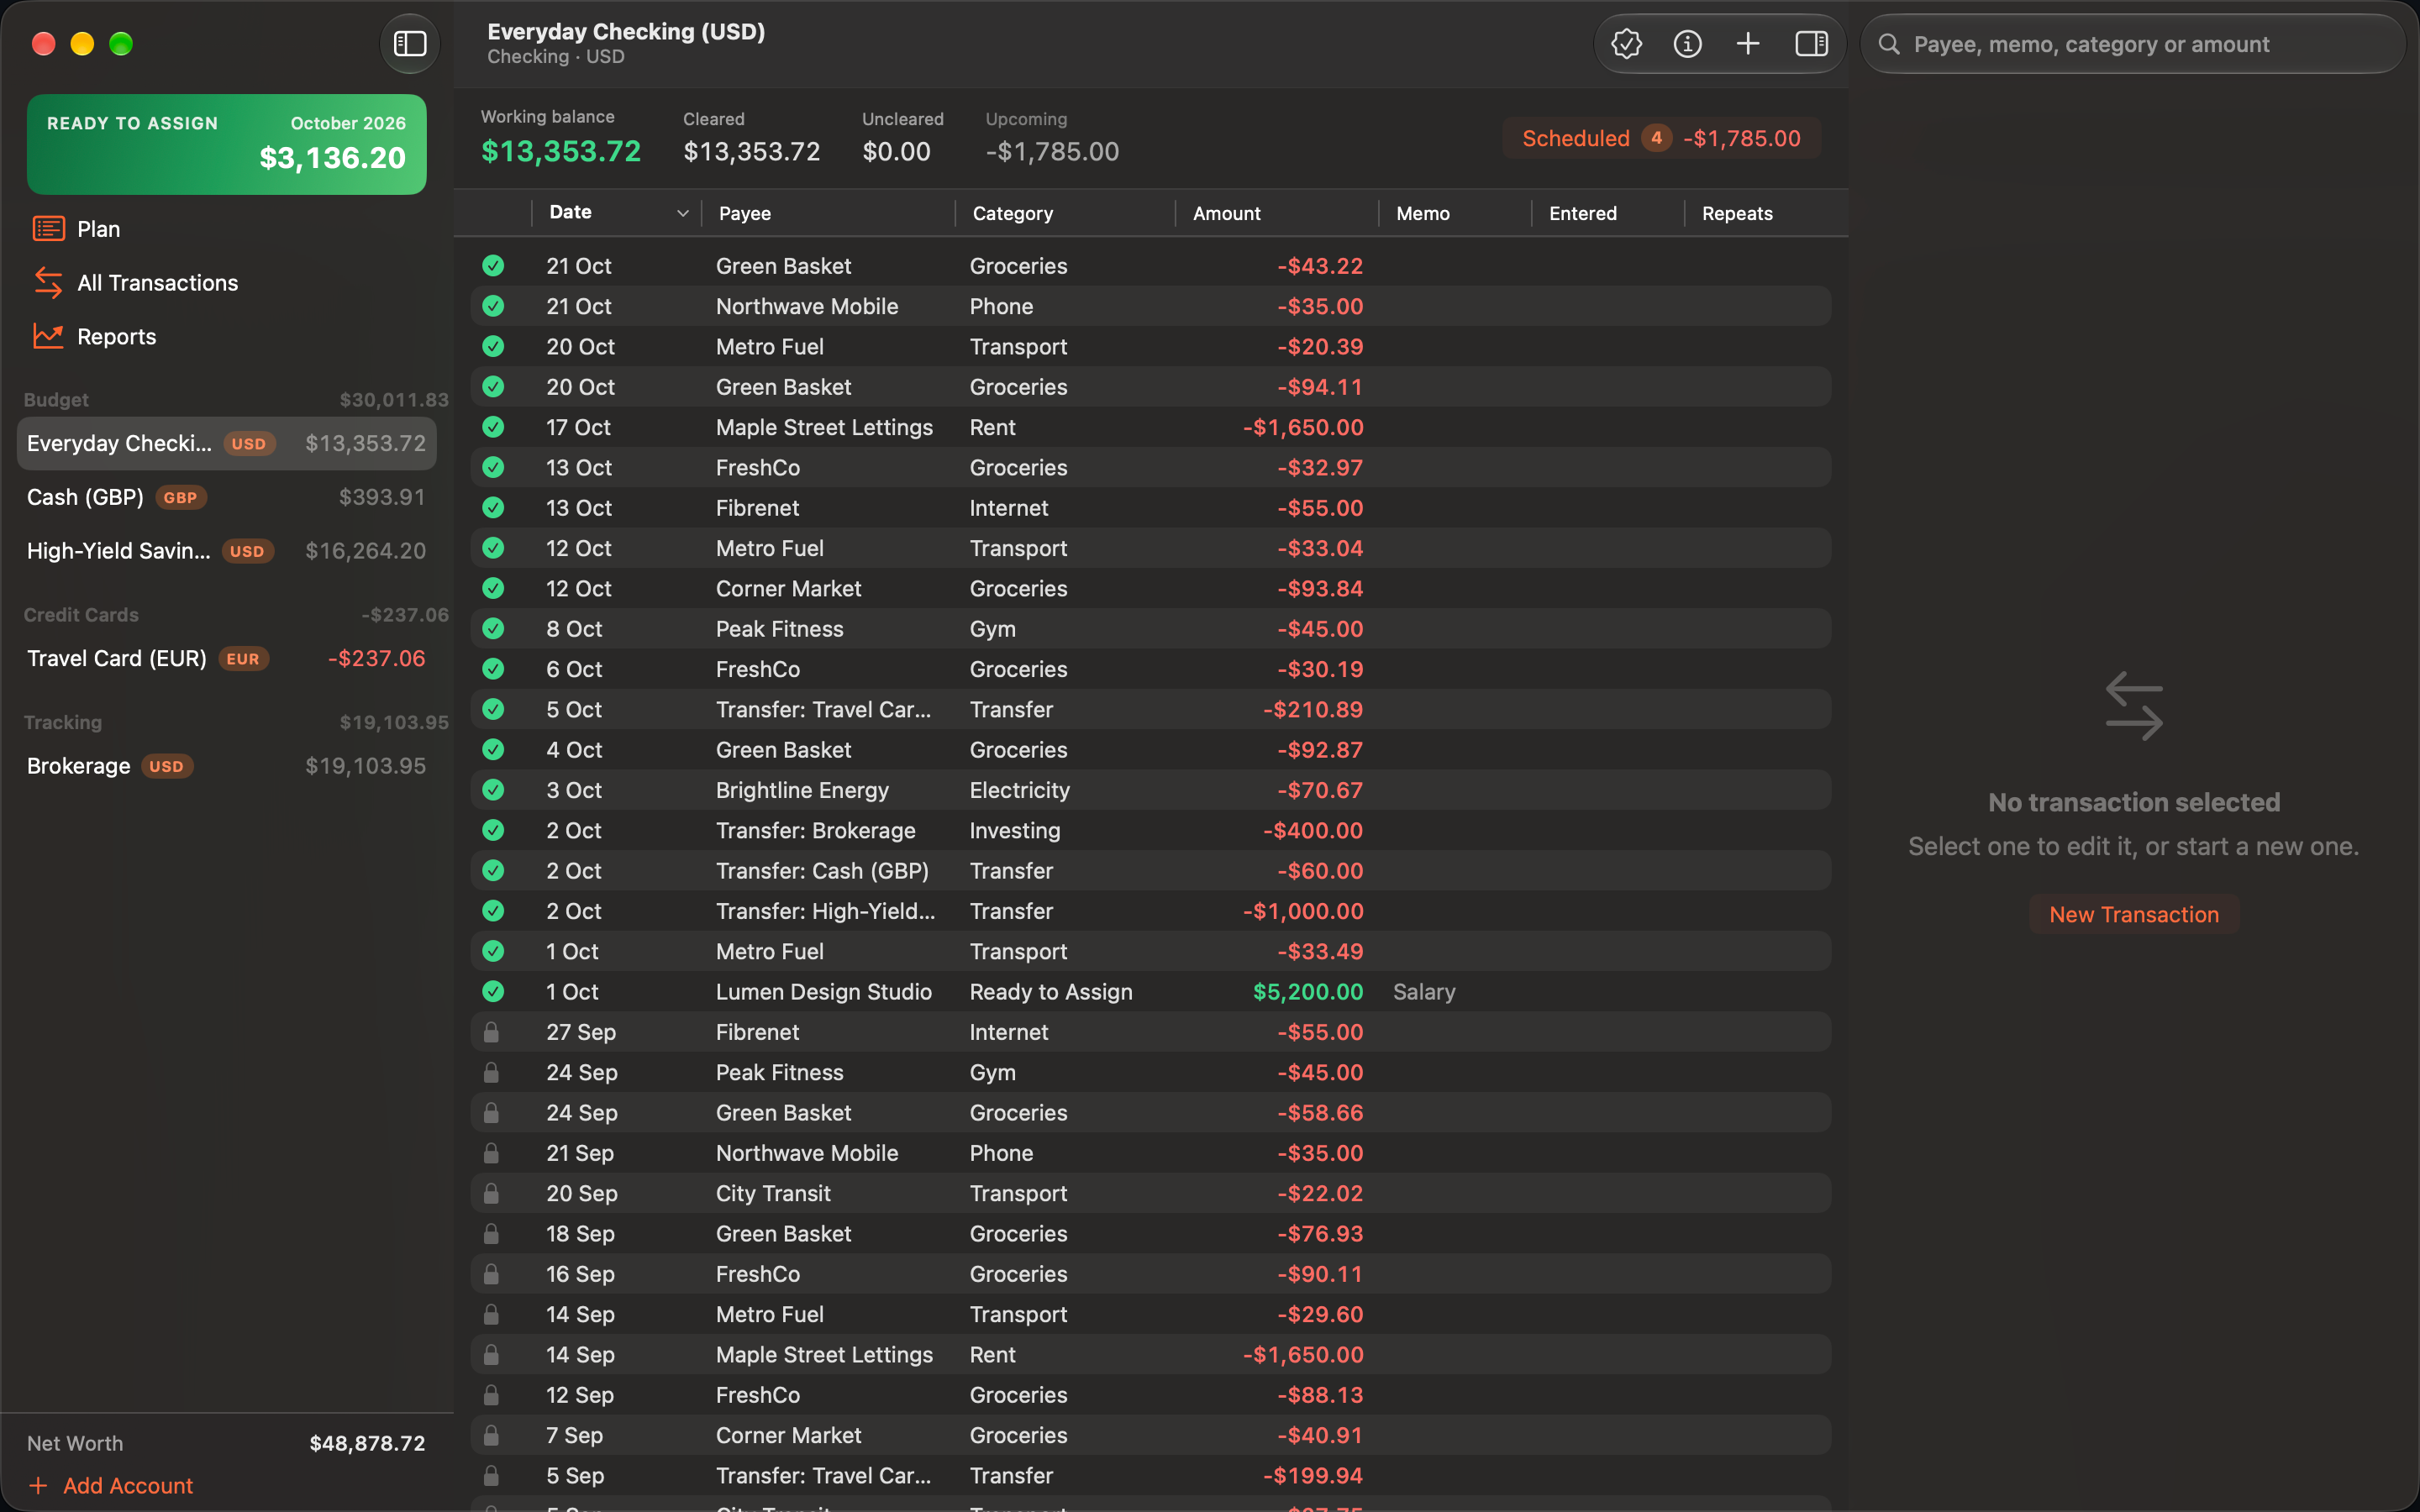 READY TO ASSIGN October 2026
$3,136.20
Plan
All Transactions
Reports
Budget $30,011.83
Everyday Checki... USD $13,353.72
Cash (GBP) GBP $393.91
High-Yield Savin... USD $16,264.20
Credit Cards -$237.06
Travel Card (EUR) EUR -$237.06
Tracking $19,103.95
Brokerage USD $19,103.95
Net Worth $48,878.72
+ Add Account
Everyday Checking (USD)
Checking · USD
Payee, memo, category or amount
Working balance Cleared Uncleared Upcoming
$13,353.72 $13,353.72 $0.00 -$1,785.00
Scheduled 4 -$1,785.00
Date Payee Category Amount Memo Entered Repeats
21 Oct Green Basket Groceries -$43.22
21 Oct Northwave Mobile Phone -$35.00
20 Oct Metro Fuel Transport -$20.39
20 Oct Green Basket Groceries -$94.11
17 Oct Maple Street Lettings Rent -$1,650.00
13 Oct FreshCo Groceries -$32.97
13 Oct Fibrenet Internet -$55.00
12 Oct Metro Fuel Transport -$33.04
12 Oct Corner Market Groceries -$93.84
8 Oct Peak Fitness Gym -$45.00
6 Oct FreshCo Groceries -$30.19
5 Oct Transfer: Travel Car... Transfer -$210.89
4 Oct Green Basket Groceries -$92.87
3 Oct Brightline Energy Electricity -$70.67
2 Oct Transfer: Brokerage Investing -$400.00
2 Oct Transfer: Cash (GBP) Transfer -$60.00
2 Oct Transfer: High-Yield... Transfer -$1,000.00
1 Oct Metro Fuel Transport -$33.49
1 Oct Lumen Design Studio Ready to Assign $5,200.00 Salary
27 Sep Fibrenet Internet -$55.00
24 Sep Peak Fitness Gym -$45.00
24 Sep Green Basket Groceries -$58.66
21 Sep Northwave Mobile Phone -$35.00
20 Sep City Transit Transport -$22.02
18 Sep Green Basket Groceries -$76.93
16 Sep FreshCo Groceries -$90.11
14 Sep Metro Fuel Transport -$29.60
14 Sep Maple Street Lettings Rent -$1,650.00
12 Sep FreshCo Groceries -$88.13
7 Sep Corner Market Groceries -$40.91
5 Sep Transfer: Travel Car... Transfer -$199.94
No transaction selected
Select one to edit it, or start a new one.
New Transaction